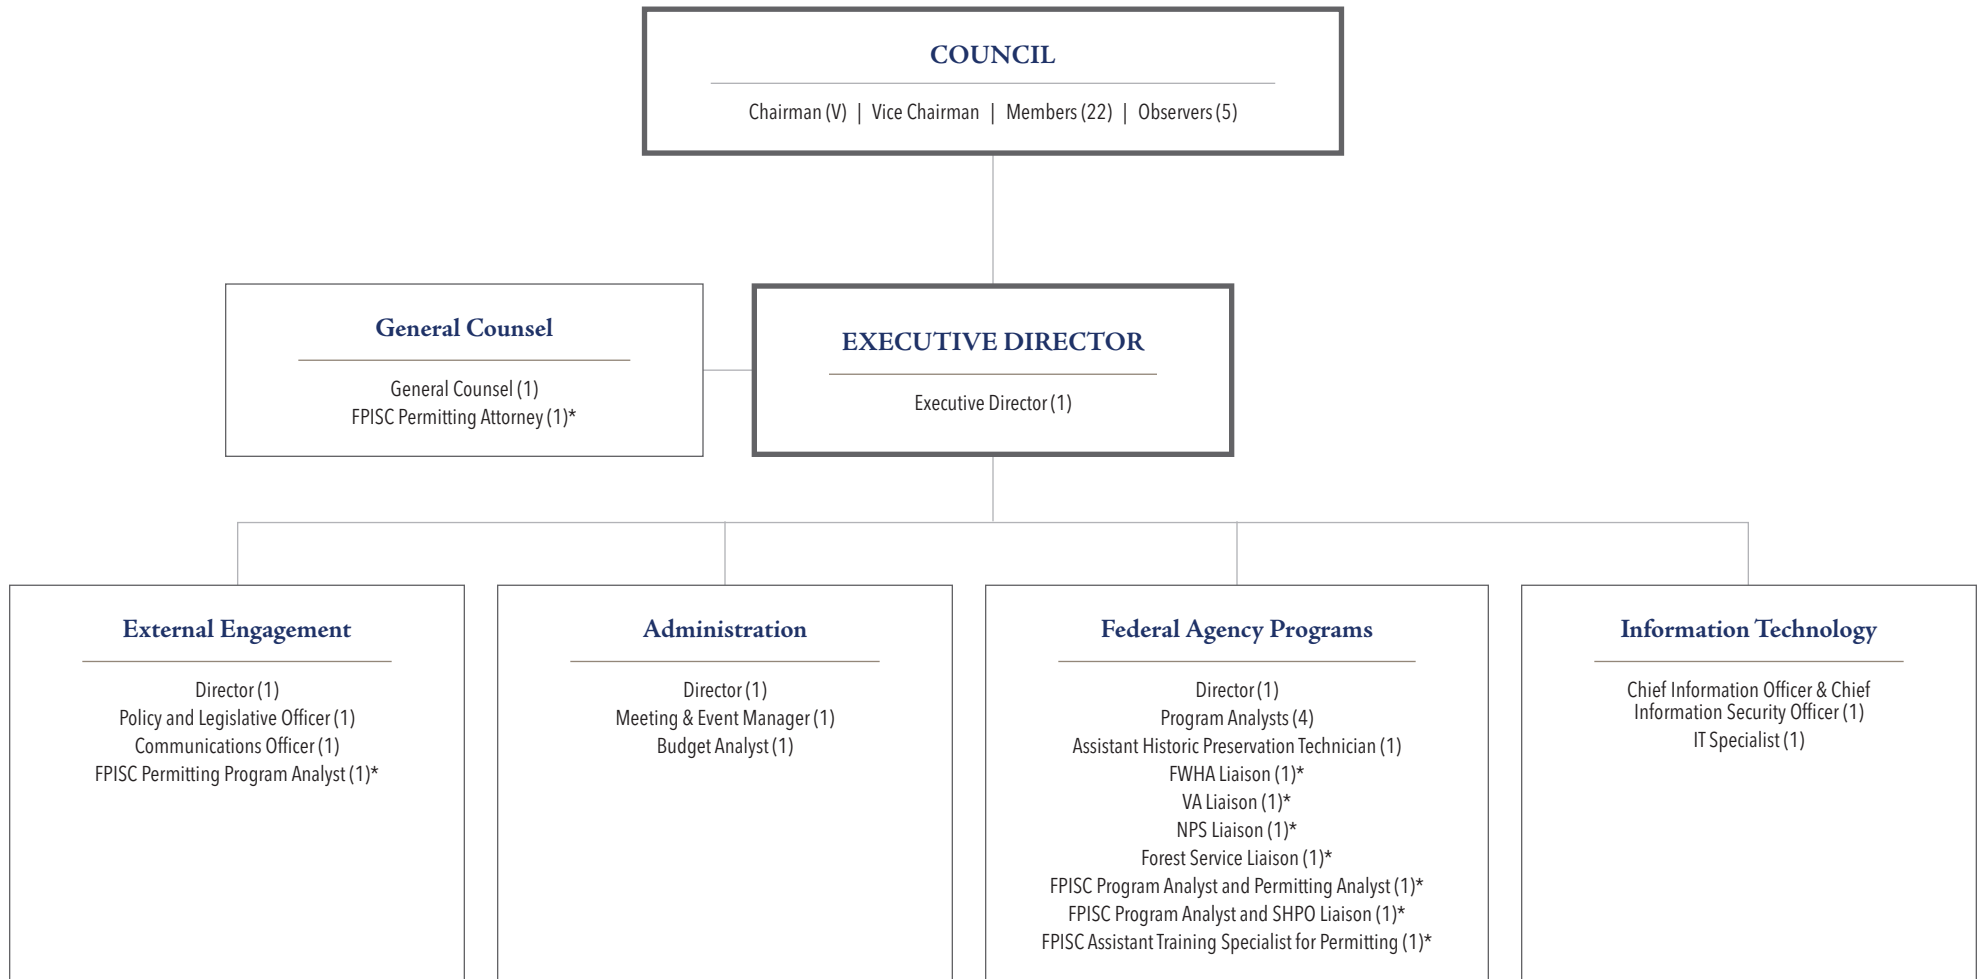 COUNCIL
Chairman (V) | Vice Chairman | Members (22) | Observers (5)
General Counsel
General Counsel (1)
FPISC Permitting Attorney (1)*
EXECUTIVE DIRECTOR
Executive Director (1)
External Engagement
Director (1)
Policy and Legislative Officer (1)
Communications Officer (1)
FPISC Permitting Program Analyst (1)*
Administration
Director (1)
Meeting & Event Manager (1)
Budget Analyst (1)
Federal Agency Programs
Director (1)
Program Analysts (4)
Assistant Historic Preservation Technician (1)
FWHA Liaison (1)*
VA Liaison (1)*
NPS Liaison (1)*
Forest Service Liaison (1)*
FPISC Program Analyst and Permitting Analyst (1)*
FPISC Program Analyst and SHPO Liaison (1)*
FPISC Assistant Training Specialist for Permitting (1)*
Information Technology
Chief Information Officer & Chief
Information Security Officer (1)
IT Specialist (1)